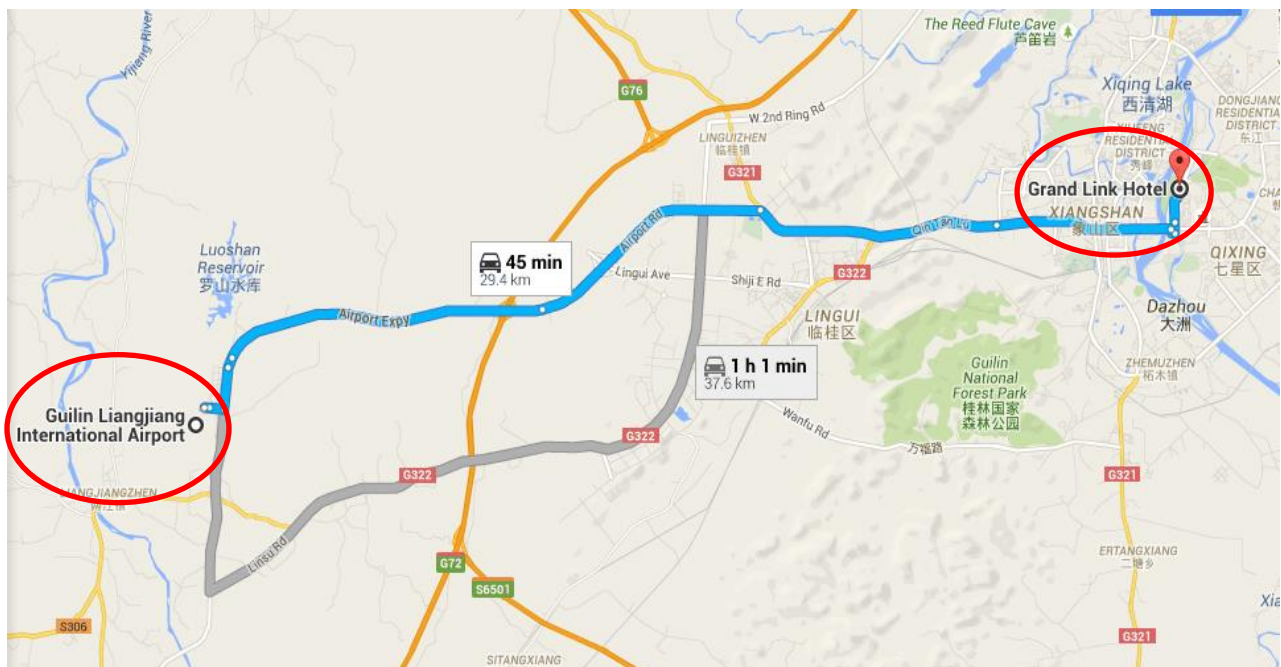 The Reed Flute Cave
芦笛岩
Yijiang River
G76
Xiqing Lake
西清湖
DONGJIANG
RESIDENTIAL
DISTRICT
东江
W 2nd Ring Rd
LINGUIZHEN
临桂镇
XIUFENG
RESIDENTIAL
DISTRICT
秀峰
G321
Grand Link Hotel
XIANGSHAN
象山区
Qin Tan Lu
Airport Rd
QIXING
七星区
Luoshan
Reservoir
罗山水库
45 min
29.4 km
Lingui Ave
Shiji E Rd
G322
LINGUI
临桂区
Dazhou
大洲
Airport Expy
1 h 1 min
37.6 km
Guilin
National
Forest Park
桂林国家
森林公园
ZHEMUZHEN
柘木镇
Guilin Liangjiang
International Airport
Wanfu Rd
万福路
G322
G322
G321
LIANGJIANGZHEN
两江镇
Linsu Rd
G72
S6501
ERTANGXIANG
二塘乡
S306
G321
SITANGXIANG